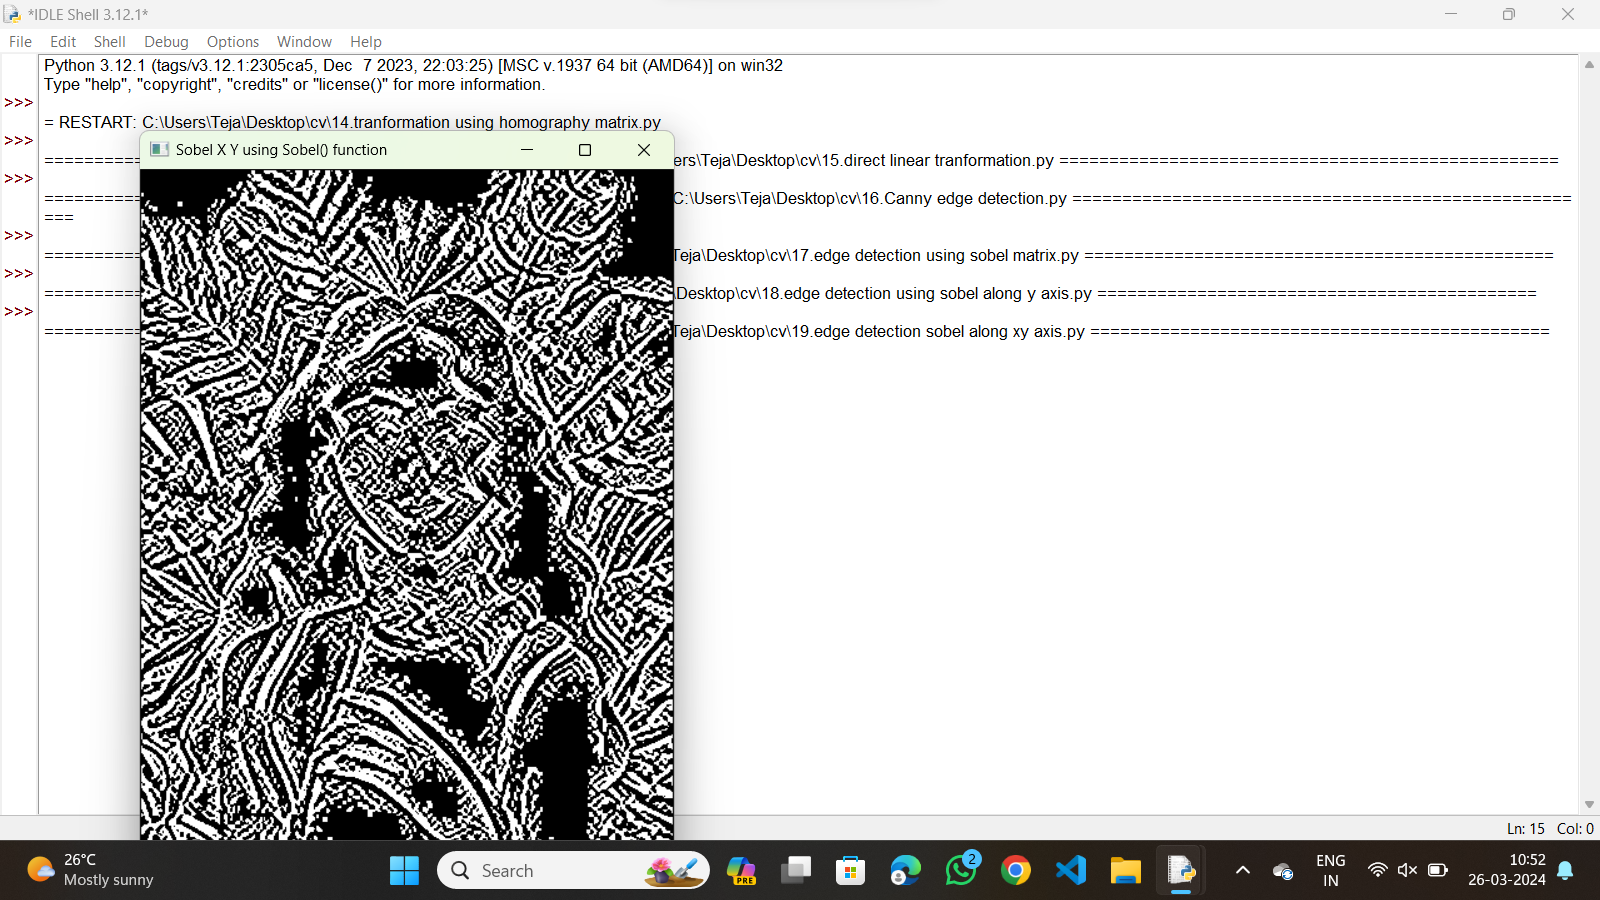 *IDLE Shell 3.12.1*
File Edit Shell Debug Options Window Help
Python 3.12.1 (tags/v3.12.1:2305ca5, Dec  7 2023, 22:03:25) [MSC v.1937 64 bit (AMD64)] on win32
Type "help", "copyright", "credits" or "license()" for more information.
>>>
= RESTART: C:\Users\Teja\Desktop\cv\14.tranformation using homography matrix.py
>>>
Sobel X Y using Sobel() function
========== ers\Teja\Desktop\cv\15.direct linear tranformation.py ==================================================
>>>
========== C:\Users\Teja\Desktop\cv\16.Canny edge detection.py ==================================================
===
>>>
========== Teja\Desktop\cv\17.edge detection using sobel matrix.py ===============================================
>>>
========== \Desktop\cv\18.edge detection using sobel along y axis.py ============================================
>>>
========== Teja\Desktop\cv\19.edge detection sobel along xy axis.py ==============================================
Ln: 15 Col: 0
26°C
Mostly sunny
Search
PRE
2
ENG
IN
10:52
26-03-2024